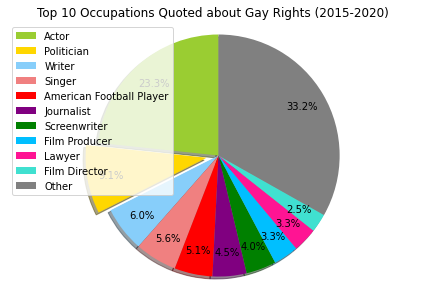 Top 10 Occupations Quoted about Gay Rights (2015-2020)
Actor
Politician
Writer
Singer
American Football Player
Journalist
Screenwriter
Film Producer
Lawyer
Film Director
Other
23.3%
9.1%
6.0%
5.6%
5.1%
4.5%
4.0%
3.3%
3.3%
2.5%
33.2%